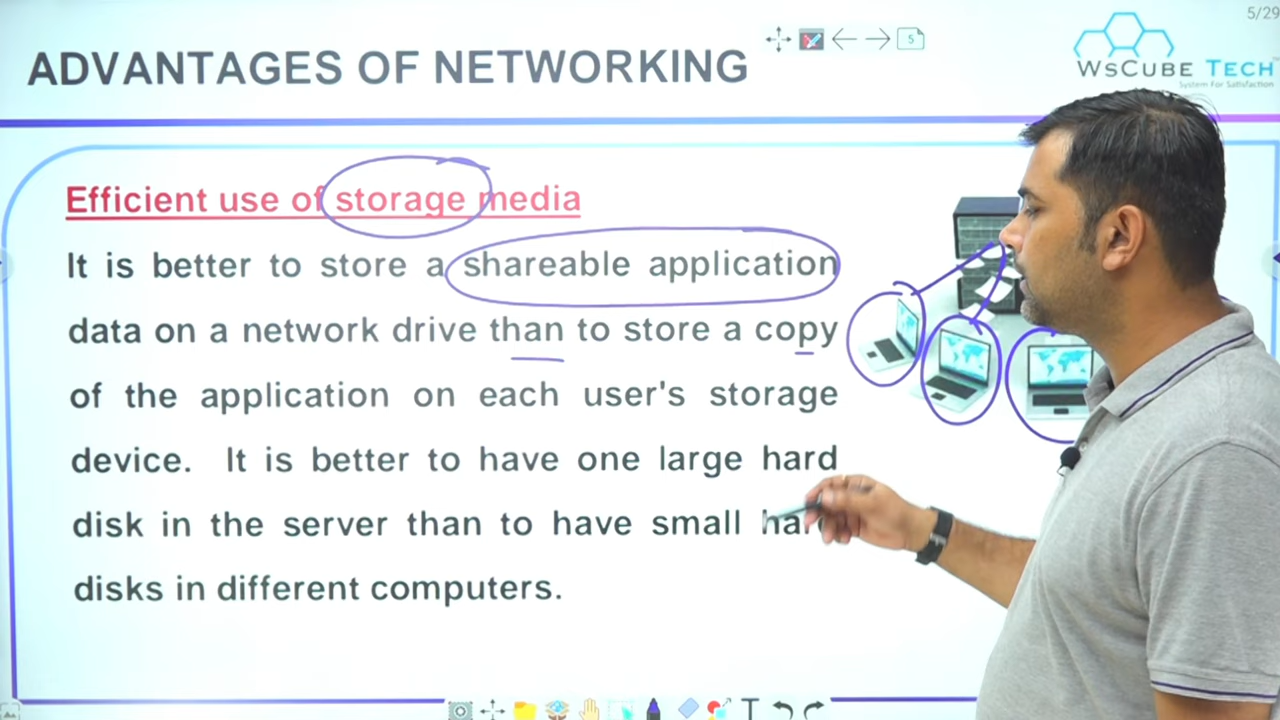 5/29
ADVANTAGES OF NETWORKING
5
WSCUBE TECH
System For Satisfaction
Efficient use of storage media
It is better to store a shareable application
data on a network drive than to store a copy
of the application on each user's storage
device. It is better to have one large hard
disk in the server than to have small hard
disks in different computers.
T